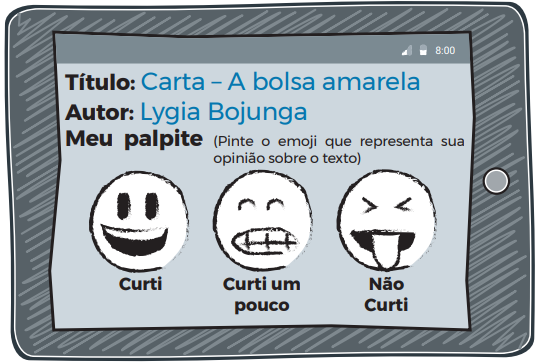 8:00
Título: Carta – A bolsa amarela
Autor: Lygia Bojunga
Meu palpite (Pinte o emoji que representa sua
opinião sobre o texto)
Curti
Curti um
pouco
Não
Curti